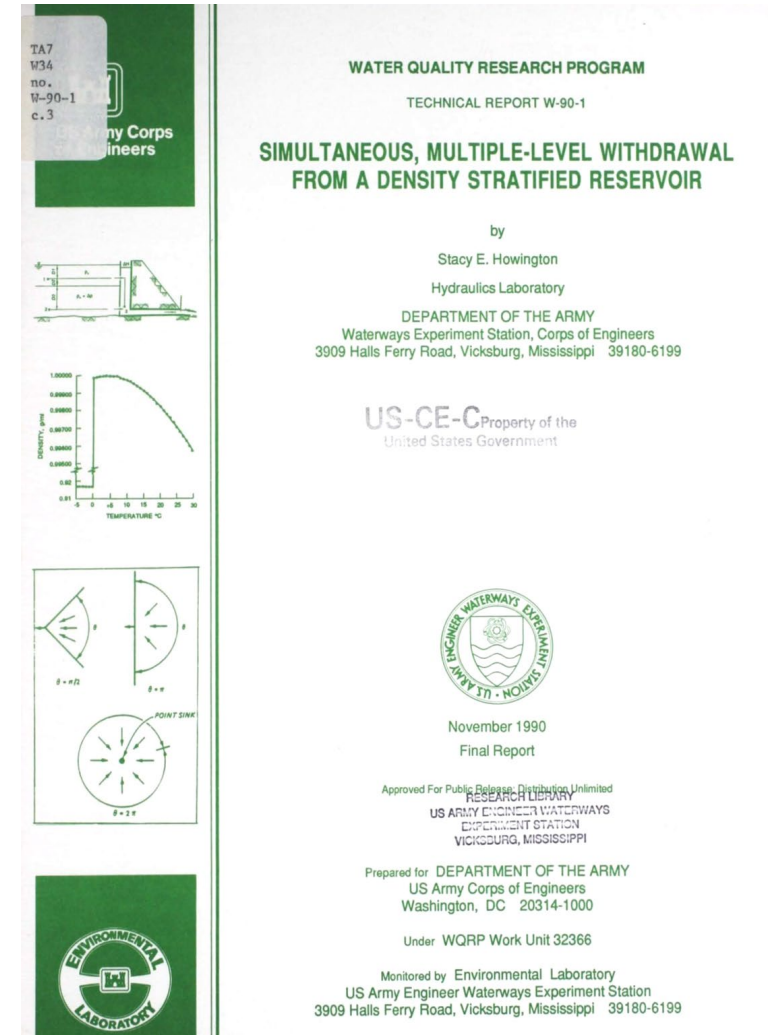 TA7
W34
no.
W-90-1
c.3
US Army Corps
of Engineers
WATER QUALITY RESEARCH PROGRAM
TECHNICAL REPORT W-90-1
SIMULTANEOUS, MULTIPLE-LEVEL WITHDRAWAL
FROM A DENSITY STRATIFIED RESERVOIR
by
Stacy E. Howington
Hydraulics Laboratory
DEPARTMENT OF THE ARMY
Waterways Experiment Station, Corps of Engineers
3909 Halls Ferry Road, Vicksburg, Mississippi 39180-6199
US-CE-C Property of the
United States Government
1.00000
0.99900
0.99800
0.99700
0.99600
0.99500
0.92
0.91
DENSITY, g/ml
-5 0 +5 10 15 20 25 30
TEMPERATURE °C
θ
θ
θ = π/2
θ = π
POINT SINK
θ = 2π
US ARMY ENGINEER WATERWAYS EXPERIMENT STATION
November 1990
Final Report
Approved For Public Release; Distribution Unlimited
RESEARCH LIBRARY
US ARMY ENGINEER WATERWAYS
EXPERIMENT STATION
VICKSBURG, MISSISSIPPI
Prepared for DEPARTMENT OF THE ARMY
US Army Corps of Engineers
Washington, DC 20314-1000
Under WQRP Work Unit 32366
Monitored by Environmental Laboratory
US Army Engineer Waterways Experiment Station
3909 Halls Ferry Road, Vicksburg, Mississippi 39180-6199
ENVIRONMENTAL
LABORATORY